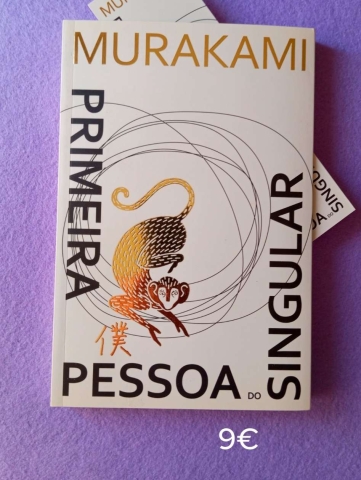 MURAKAMI
PRIMEIRA
PESSOA DO
SINGULAR
僕
9€